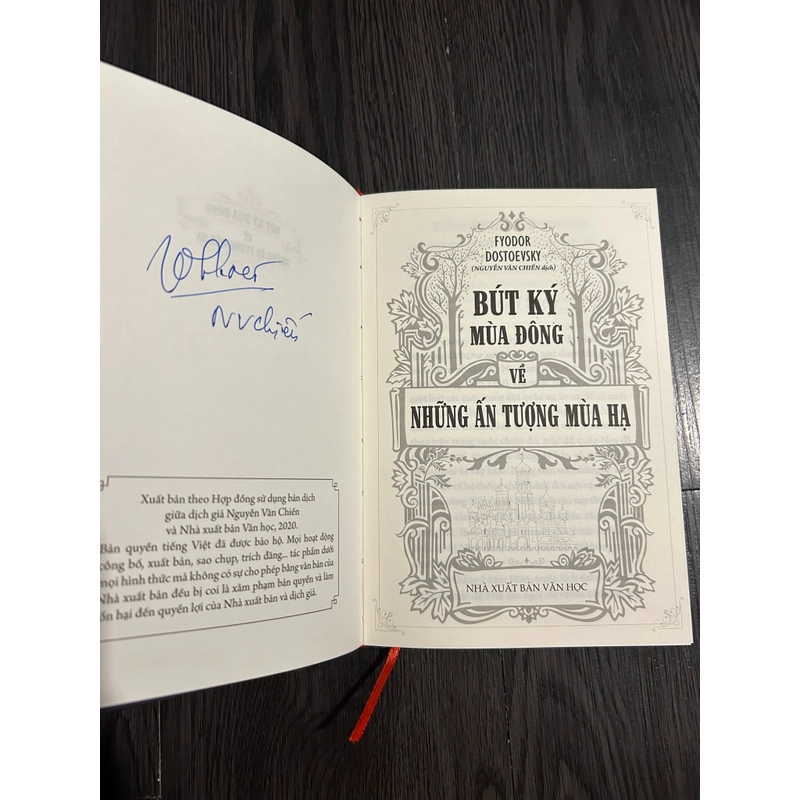 NVChiến
Xuất bản theo Hợp đồng sử dụng bản dịch
giữa dịch giả Nguyễn Văn Chiến
và Nhà xuất bản Văn học, 2020.
Bản quyền tiếng Việt đã được bảo hộ. Mọi hoạt động
công bố, xuất bản, sao chụp, trích đăng... tác phẩm dưới
mọi hình thức mà không có sự cho phép bằng văn bản của
Nhà xuất bản đều bị coi là xâm phạm bản quyền và làm
tổn hại đến quyền lợi của Nhà xuất bản và dịch giả.
FYODOR
DOSTOEVSKY
(NGUYỄN VĂN CHIẾN dịch)
BÚT KÝ
MÙA ĐÔNG
VỀ
NHỮNG ẤN TƯỢNG MÙA HẠ
NHÀ XUẤT BẢN VĂN HỌC